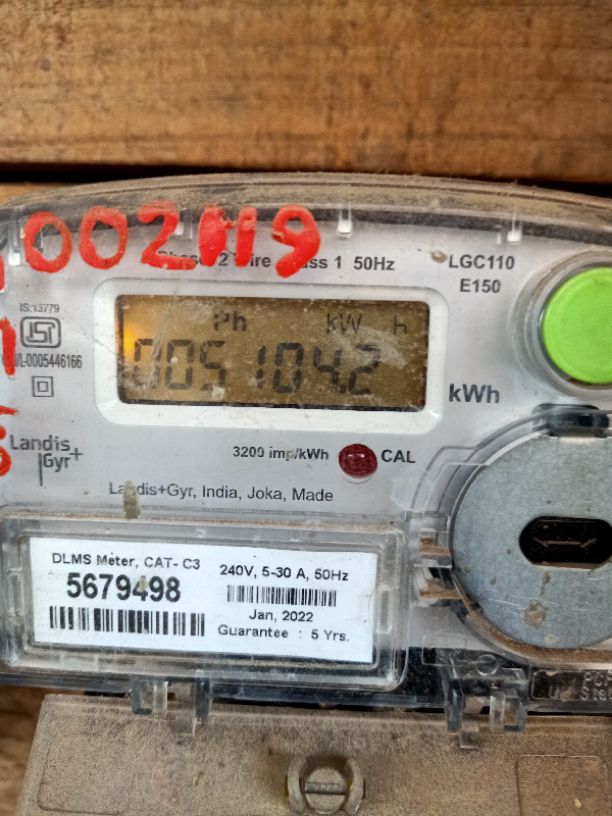 002119
Phase 2 Wire Class 1 50Hz
LGC110
E150
IS:13779
/L-0005446166
Ph kW h
005104.2
kWh
3200 imp/kWh
CAL
Landis
Gyr+
Landis+Gyr, India, Joka, Made
DLMS Meter, CAT- C3
5679498
240V, 5-30 A, 50Hz
Jan, 2022
Guarantee : 5 Yrs.